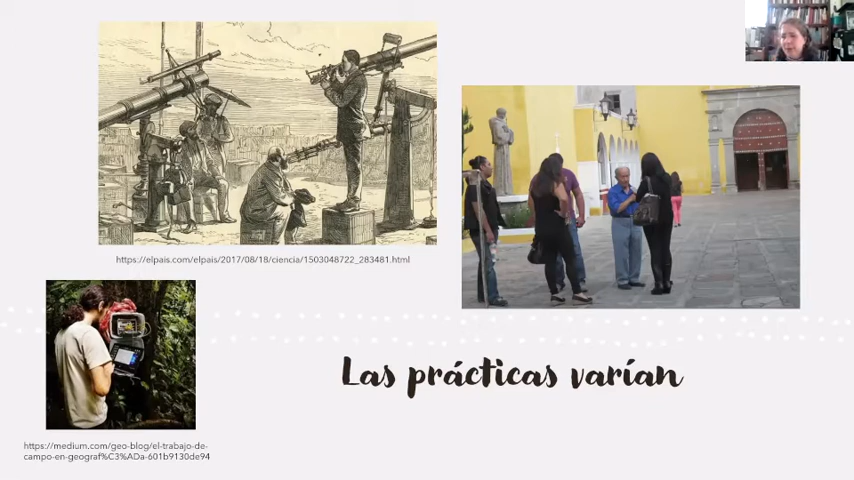 https://elpais.com/elpais/2017/08/18/ciencia/1503048722_283481.html
Las prácticas varían
https://medium.com/geo-blog/el-trabajo-de-
campo-en-geograf%C3%ADa-601b9130de94